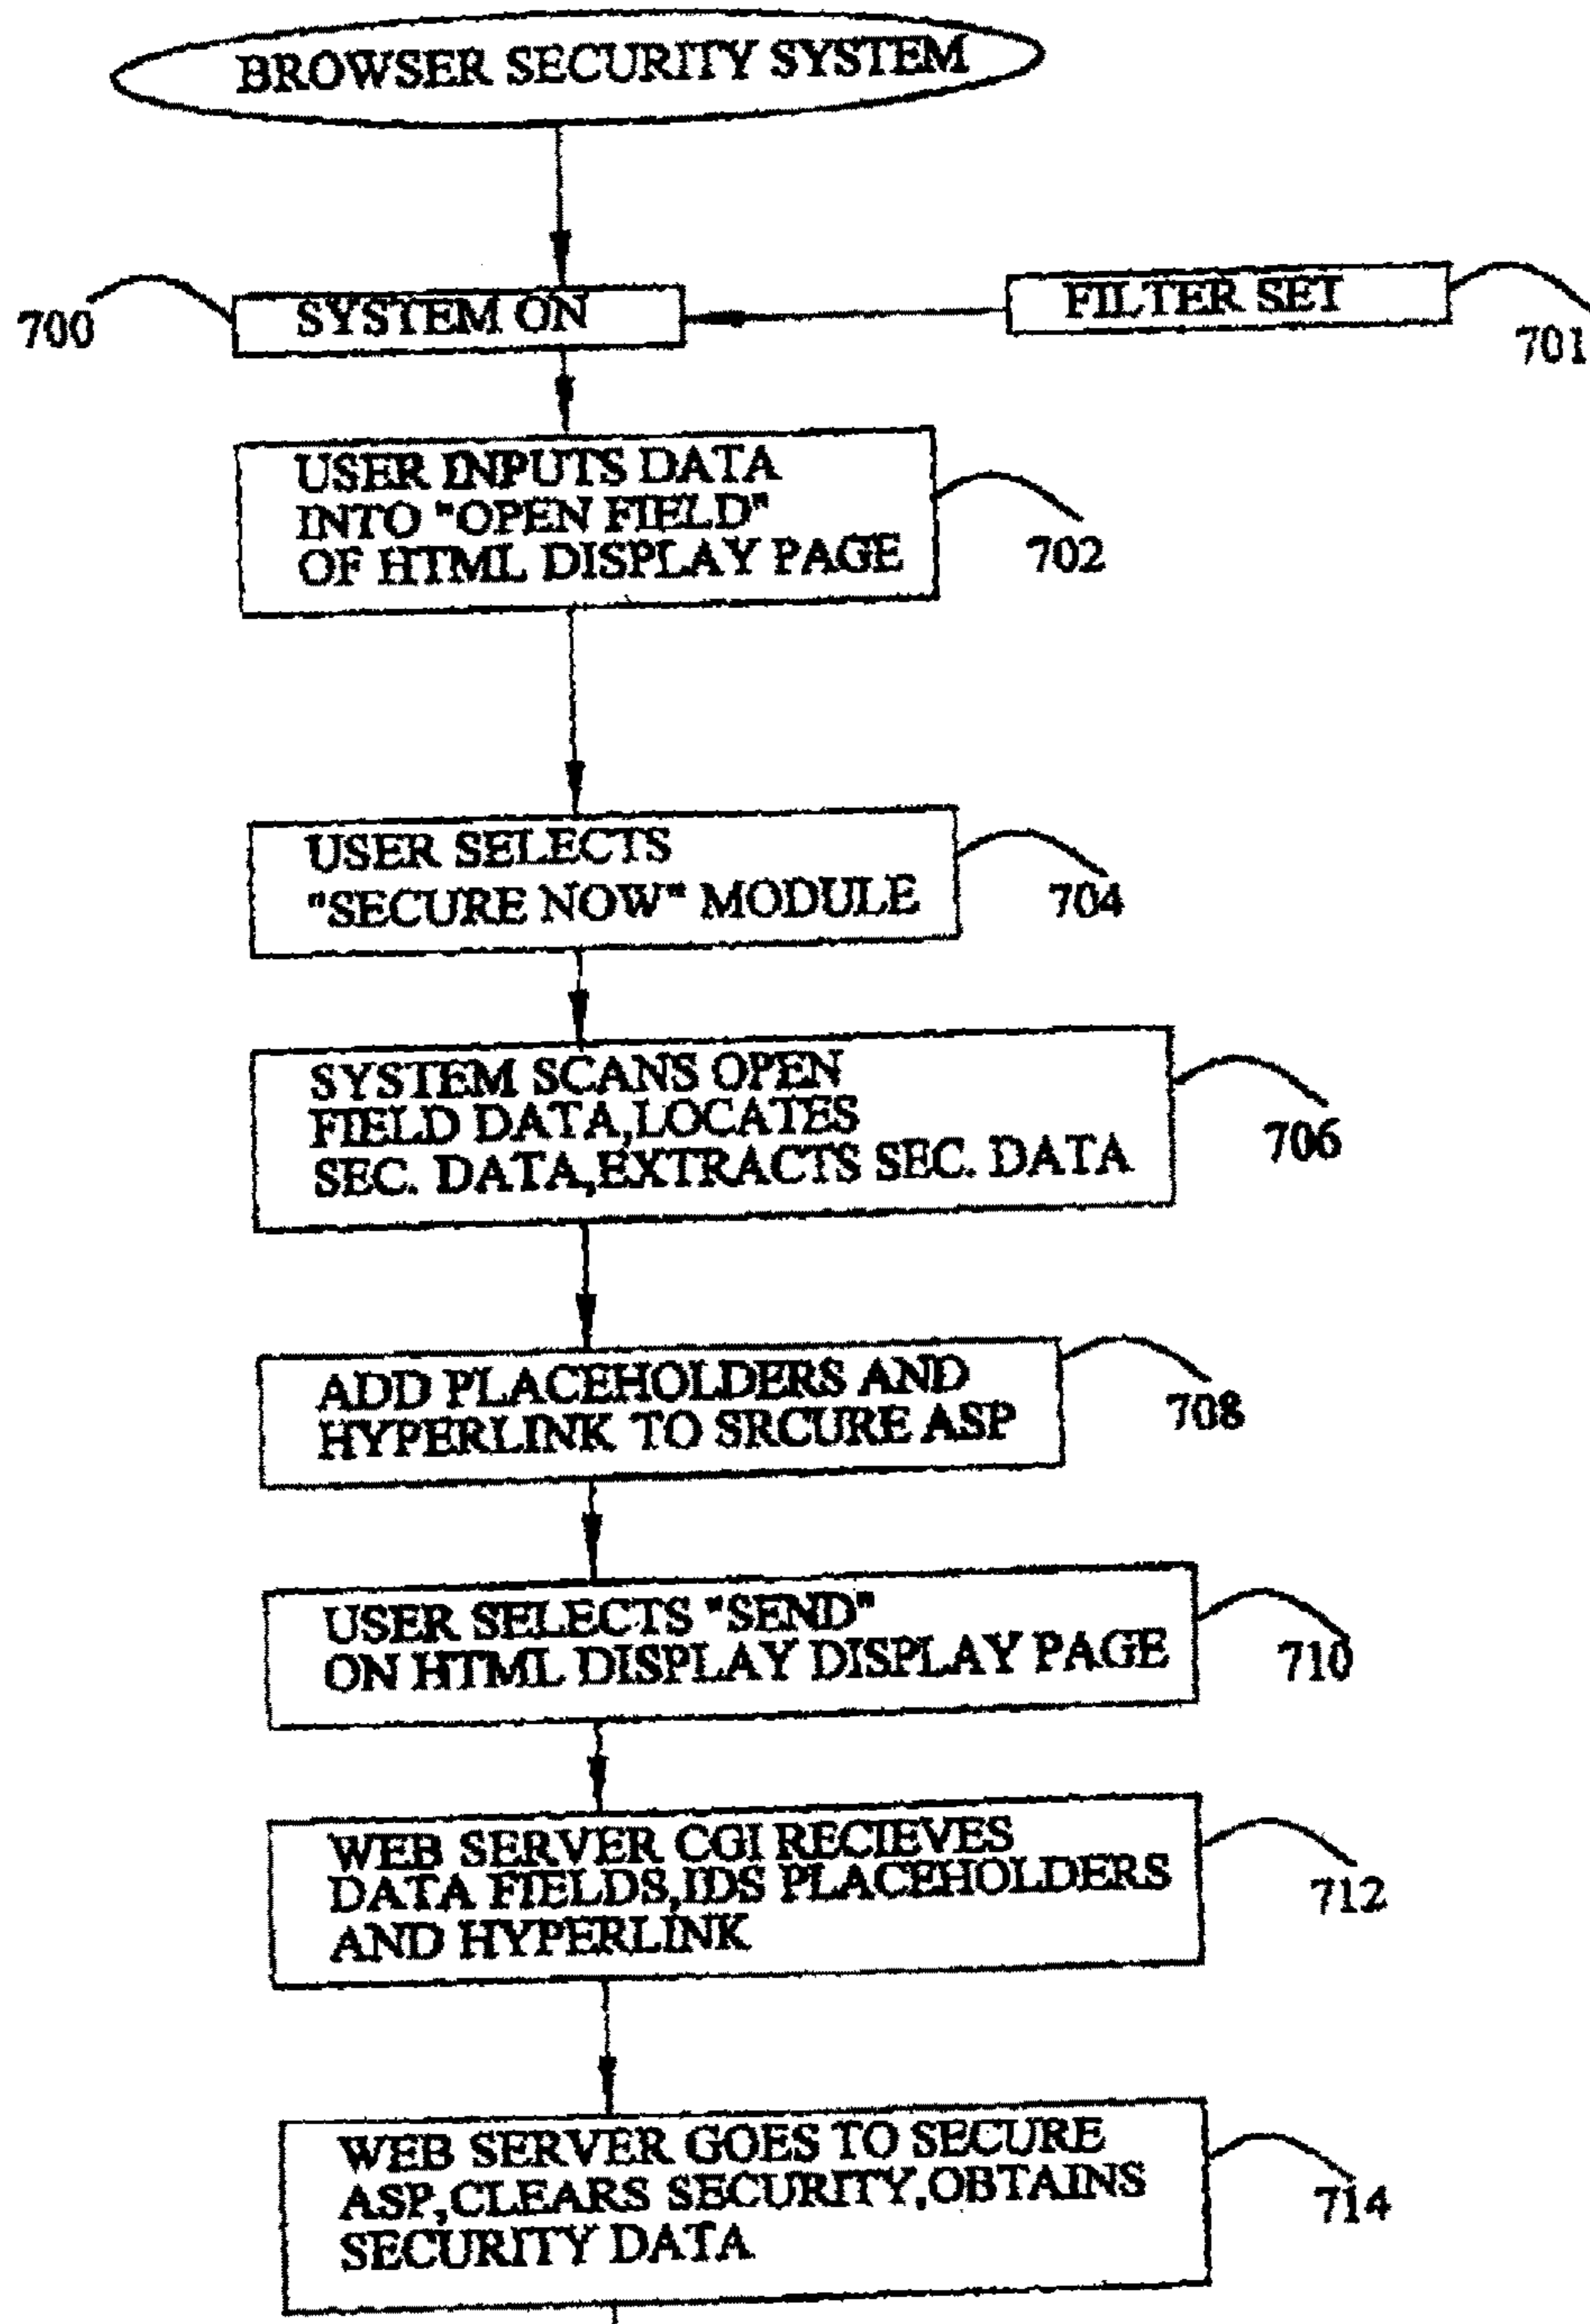 BROWSER SECURITY SYSTEM
700
SYSTEM ON
FILTER SET
701
USER INPUTS DATA
INTO "OPEN FIELD"
OF HTML DISPLAY PAGE
702
USER SELECTS
"SECURE NOW" MODULE
704
SYSTEM SCANS OPEN
FIELD DATA,LOCATES
SEC. DATA,EXTRACTS SEC. DATA
706
ADD PLACEHOLDERS AND
HYPERLINK TO SRCURE ASP
708
USER SELECTS "SEND"
ON HTML DISPLAY DISPLAY PAGE
710
WEB SERVER CGI RECIEVES
DATA FIELDS,IDS PLACEHOLDERS
AND HYPERLINK
712
WEB SERVER GOES TO SECURE
ASP,CLEARS SECURITY,OBTAINS
SECURITY DATA
714